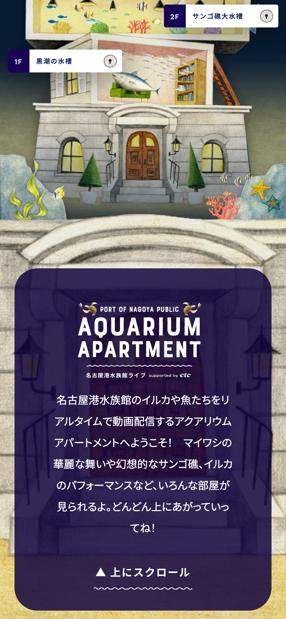 2F サンゴ礁大水槽
1F 黒潮の水槽
PORT OF NAGOYA PUBLIC
AQUARIUM
APARTMENT
名古屋港水族館ライブ supported by ctc
名古屋港水族館のイルカや魚たちをリ
アルタイムで動画配信するアクアリウム
アパートメントへようこそ！ マイワシの
華麗な舞いや幻想的なサンゴ礁、イルカ
のパフォーマンスなど、いろんな部屋が
見られるよ。どんどん上にあがっていっ
てね！
▲ 上にスクロール